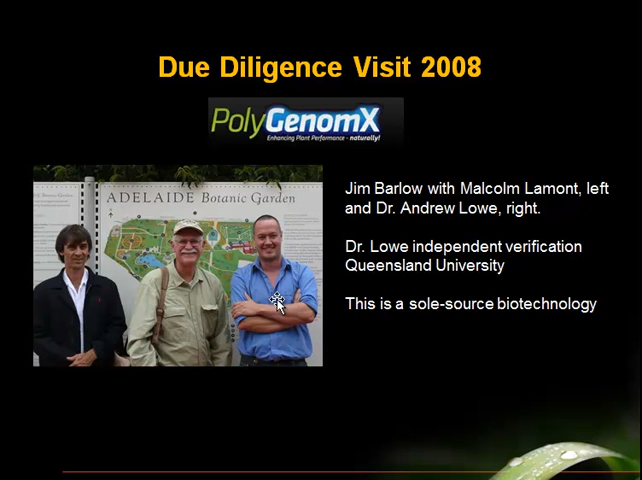 Due Diligence Visit 2008
PolyGenomX
Enhancing Plant Performance - naturally!
ADELAIDE Botanic Garden
Jim Barlow with Malcolm Lamont, left
and Dr. Andrew Lowe, right.
Dr. Lowe independent verification
Queensland University
This is a sole-source biotechnology